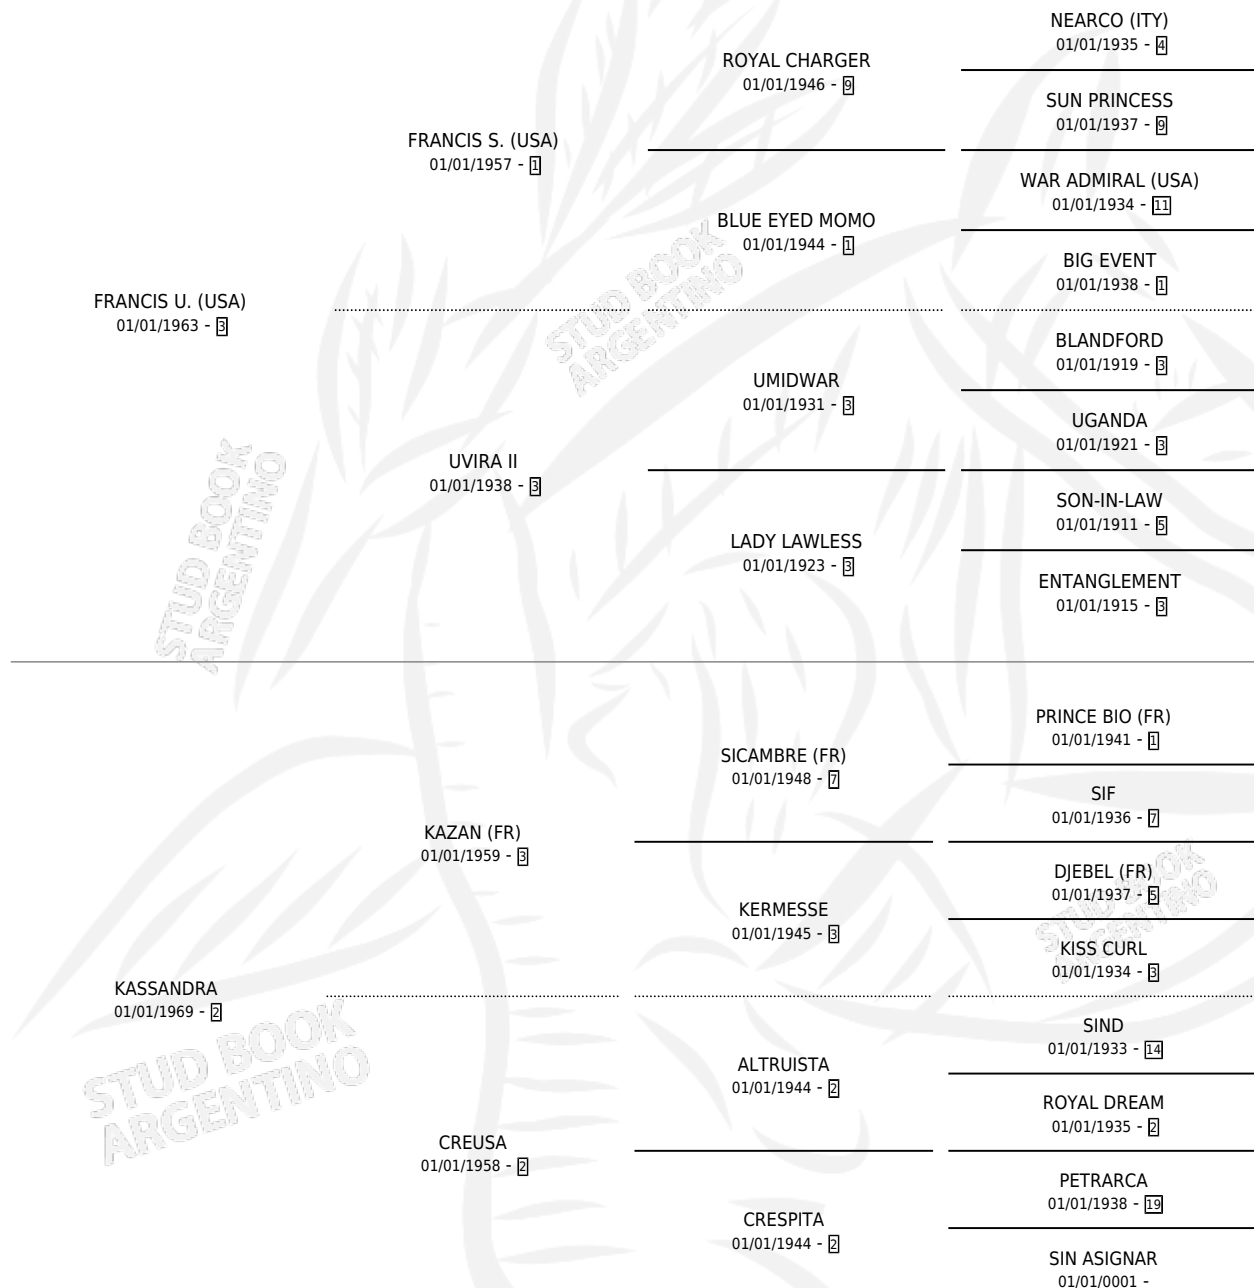 NEARCO (ITY)
01/01/1935 - 4
ROYAL CHARGER
01/01/1946 - 9
SUN PRINCESS
01/01/1937 - 9
FRANCIS S. (USA)
01/01/1957 - 1
WAR ADMIRAL (USA)
01/01/1934 - 11
BLUE EYED MOMO
01/01/1944 - 1
BIG EVENT
01/01/1938 - 1
FRANCIS U. (USA)
01/01/1963 - 3
BLANDFORD
01/01/1919 - 3
UMIDWAR
01/01/1931 - 3
UGANDA
01/01/1921 - 3
UVIRA II
01/01/1938 - 3
SON-IN-LAW
01/01/1911 - 5
LADY LAWLESS
01/01/1923 - 3
ENTANGLEMENT
01/01/1915 - 3
PRINCE BIO (FR)
01/01/1941 - 1
SICAMBRE (FR)
01/01/1948 - 7
SIF
01/01/1936 - 7
KAZAN (FR)
01/01/1959 - 3
DJEBEL (FR)
01/01/1937 - 5
KERMESSE
01/01/1945 - 3
KISS CURL
01/01/1934 - 3
KASSANDRA
01/01/1969 - 2
SIND
01/01/1933 - 14
ALTRUISTA
01/01/1944 - 2
ROYAL DREAM
01/01/1935 - 2
CREUSA
01/01/1958 - 2
PETRARCA
01/01/1938 - 19
CRESPITA
01/01/1944 - 2
SIN ASIGNAR
01/01/0001 -
STUD BOOK
ARGENTINO
STUD BOOK
ARGENTINO
STUD BOOK
ARGENTINO
STUD BOOK
ARGENTINO